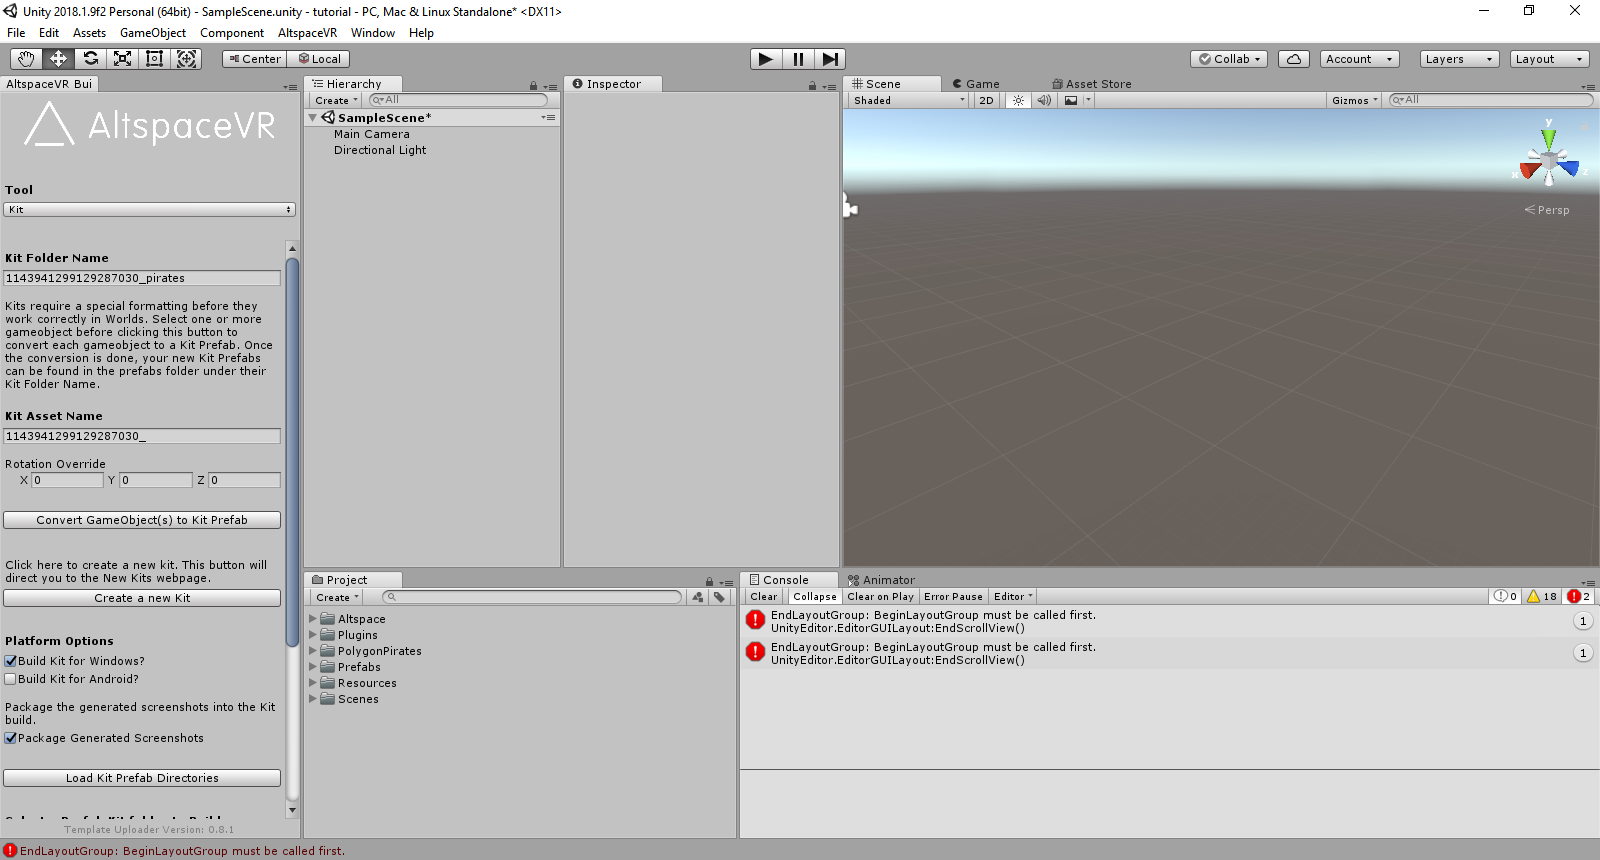 Unity 2018.1.9f2 Personal (64bit) - SampleScene.unity - tutorial - PC, Mac & Linux Standalone* <DX11>
File Edit Assets GameObject Component AltspaceVR Window Help
Center Local Collab Account Layers Layout
AltspaceVR Bui
AltspaceVR
Tool
Kit
Kit Folder Name
1143941299129287030_pirates
Kits require a special formatting before they
work correctly in Worlds. Select one or more
gameobject before clicking this button to
convert each gameobject to a Kit Prefab. Once
the conversion is done, your new Kit Prefabs
can be found in the prefabs folder under their
Kit Folder Name.
Kit Asset Name
1143941299129287030_
Rotation Override
X 0 Y 0 Z 0
Convert GameObject(s) to Kit Prefab
Click here to create a new kit. This button will
direct you to the New Kits webpage.
Create a new Kit
Platform Options
Build Kit for Windows?
Build Kit for Android?
Package the generated screenshots into the Kit
build.
Package Generated Screenshots
Load Kit Prefab Directories
Template Uploader Version: 0.8.1
Hierarchy
Create All
SampleScene*
Main Camera
Directional Light
Inspector
Scene Game Asset Store
Shaded 2D Gizmos All
y
x z
Persp
Project
Create
Altspace
Plugins
PolygonPirates
Prefabs
Resources
Scenes
Console Animator
Clear Collapse Clear on Play Error Pause Editor 0 18 2
EndLayoutGroup: BeginLayoutGroup must be called first.
UnityEditor.EditorGUILayout:EndScrollView()
1
EndLayoutGroup: BeginLayoutGroup must be called first.
UnityEditor.EditorGUILayout:EndScrollView()
1
EndLayoutGroup: BeginLayoutGroup must be called first.